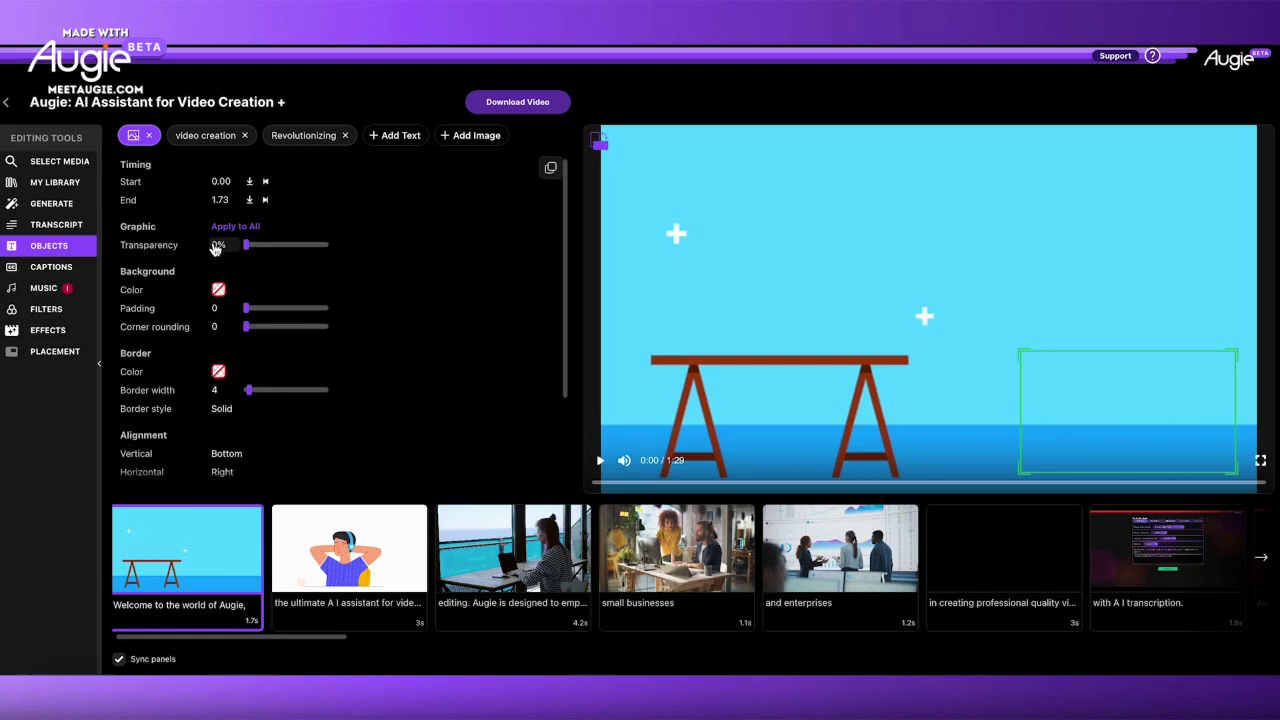 MADE WITH
Augie BETA
MEETAUGIE.COM
Support ? Augie BETA
Augie: AI Assistant for Video Creation +
Download Video
EDITING TOOLS
SELECT MEDIA
MY LIBRARY
GENERATE
TRANSCRIPT
OBJECTS
CAPTIONS
MUSIC !
FILTERS
EFFECTS
PLACEMENT
video creation × Revolutionizing × + Add Text + Add Image
Timing
Start 0.00
End 1.73
Graphic Apply to All
Transparency 0%
Background
Color
Padding 0
Corner rounding 0
Border
Color
Border width 4
Border style Solid
Alignment
Vertical Bottom
Horizontal Right
0:00 / 1:29
Welcome to the world of Augie,
1.7s
the ultimate A I assistant for vide...
3s
editing. Augie is designed to emp...
4.2s
small businesses
1.1s
and enterprises
1.2s
in creating professional quality vi...
3s
with A I transcription.
1.8s
Sync panels